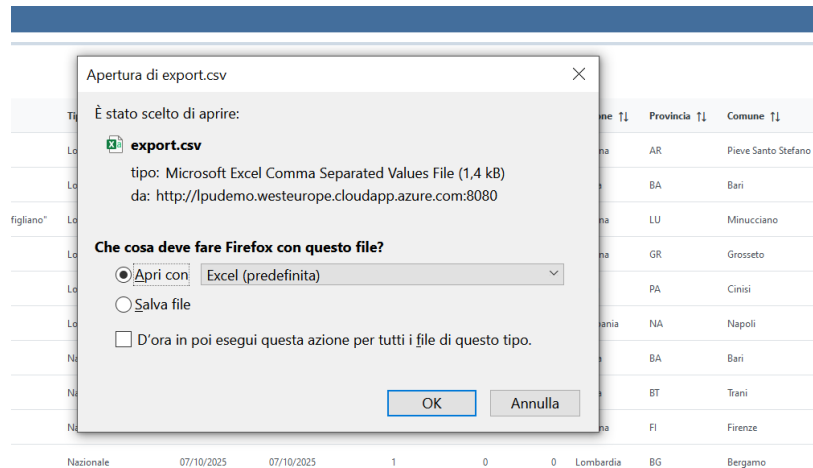 Apertura di export.csv
È stato scelto di aprire:
export.csv
tipo: Microsoft Excel Comma Separated Values File (1,4 kB)
da: http://lpudemo.westeurope.cloudapp.azure.com:8080
Che cosa deve fare Firefox con questo file?
Apri con Excel (predefinita)
Salva file
D'ora in poi esegui questa azione per tutti i file di questo tipo.
OK Annulla
Provincia Comune
AR Pieve Santo Stefano
BA Bari
figliano" LU Minucciano
GR Grosseto
PA Cinisi
NA Napoli
BA Bari
BT Trani
FI Firenze
Nazionale 07/10/2025 07/10/2025 1 0 0 Lombardia BG Bergamo